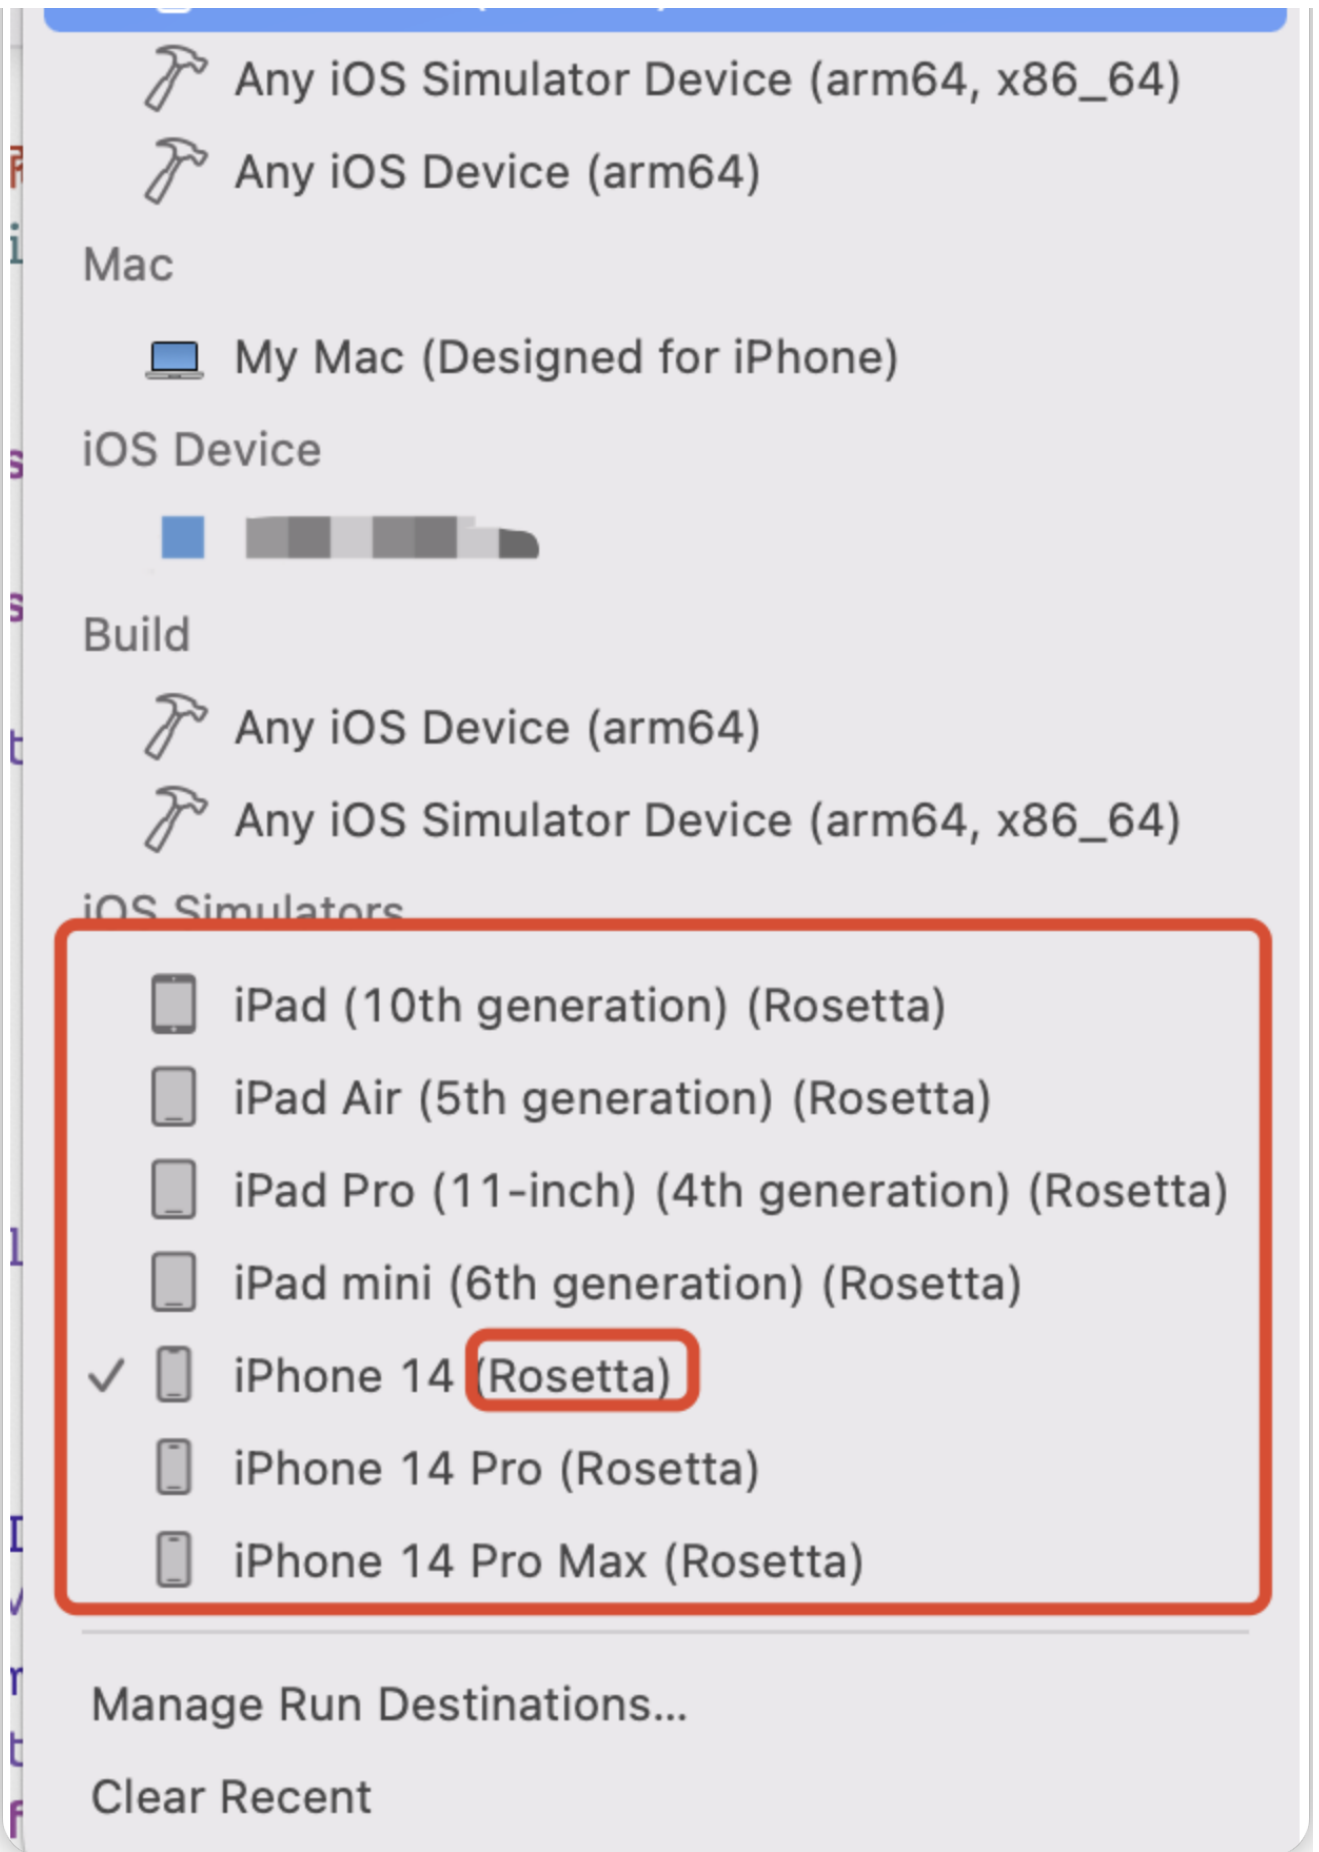 Any iOS Simulator Device (arm64, x86_64)
Any iOS Device (arm64)
Mac
My Mac (Designed for iPhone)
iOS Device
Build
Any iOS Device (arm64)
Any iOS Simulator Device (arm64, x86_64)
iOS Simulators
iPad (10th generation) (Rosetta)
iPad Air (5th generation) (Rosetta)
iPad Pro (11-inch) (4th generation) (Rosetta)
iPad mini (6th generation) (Rosetta)
iPhone 14 (Rosetta)
iPhone 14 Pro (Rosetta)
iPhone 14 Pro Max (Rosetta)
Manage Run Destinations...
Clear Recent